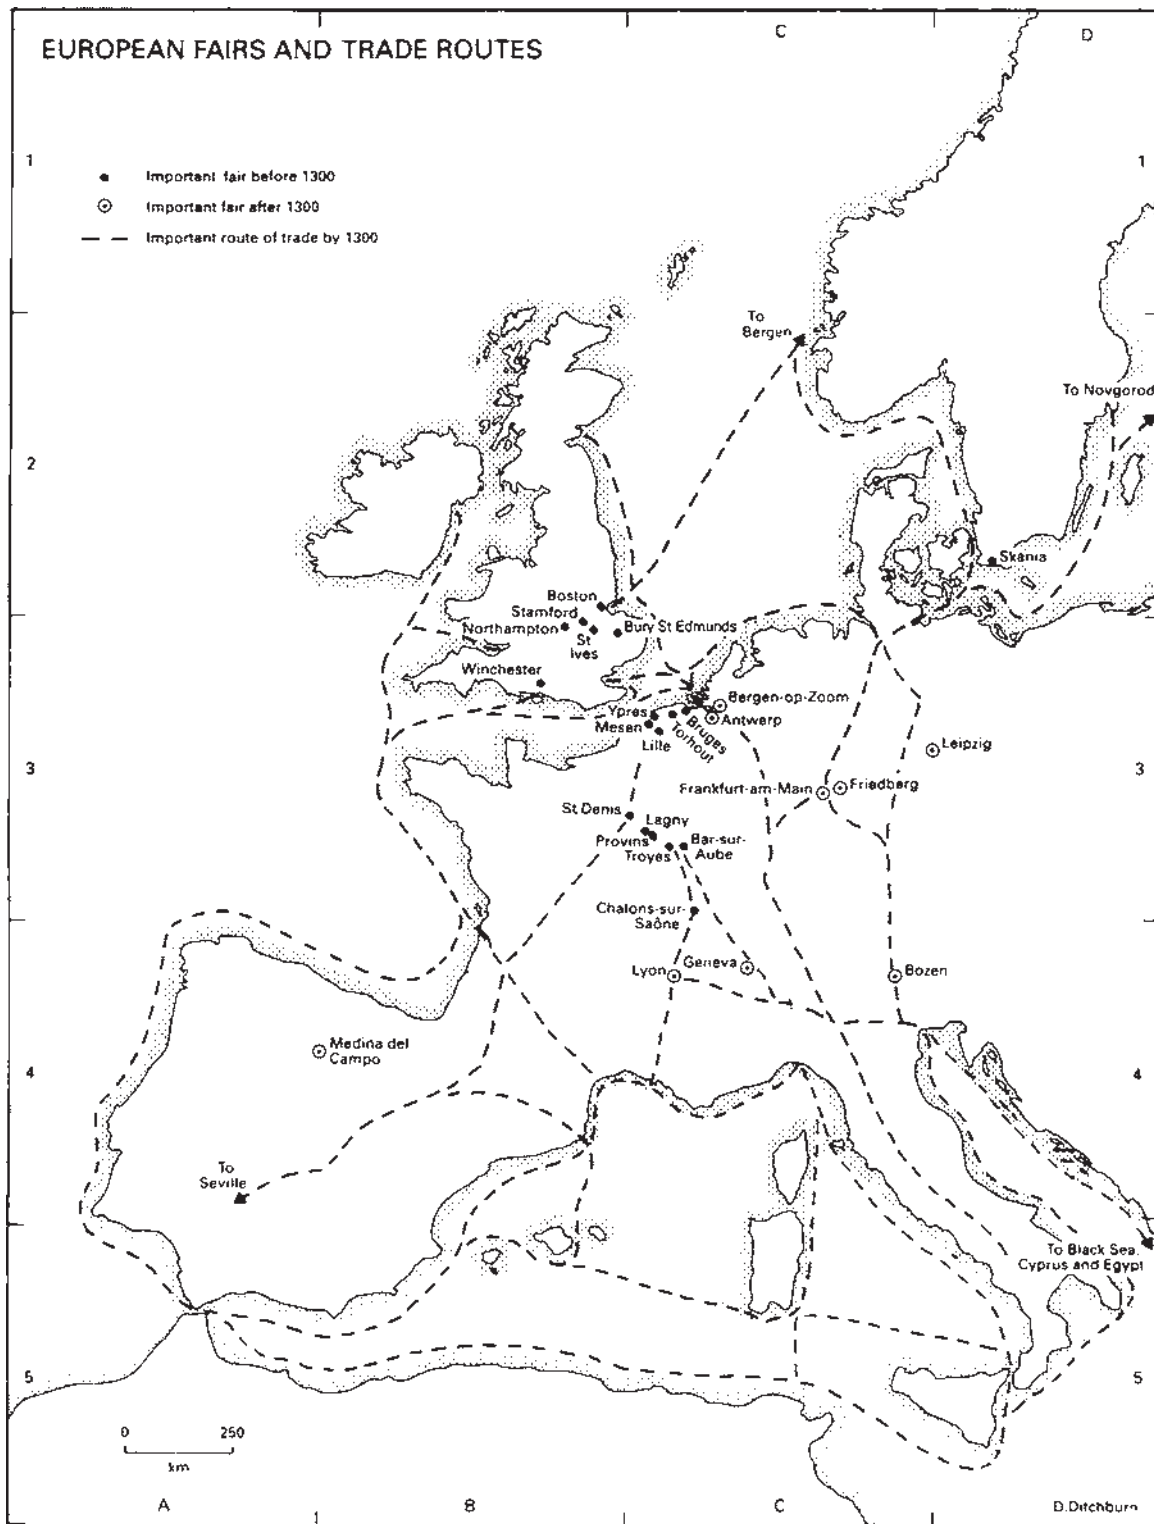 EUROPEAN FAIRS AND TRADE ROUTES
C
D
1
1
Important fair before 1300
Important fair after 1300
Important route of trade by 1300
To
Bergen
To Novgorod
2
2
Skania
Boston
Stamford
Northampton
St
Ives
Bury St Edmunds
Winchester
Bergen-op-Zoom
Antwerp
Ypres
Mesen
Lille
Bruges
Torhout
3
3
Leipzig
Frankfurt-am-Main
Friedberg
St Denis
Lagny
Provins
Troyes
Bar-sur-
Aube
Chalons-sur-
Saône
Lyon
Geneva
Bozen
Medina del
Campo
4
4
To
Seville
To Black Sea,
Cyprus and Egypt
5
5
0
250
km
A
1
B
C
D.Ditchburn